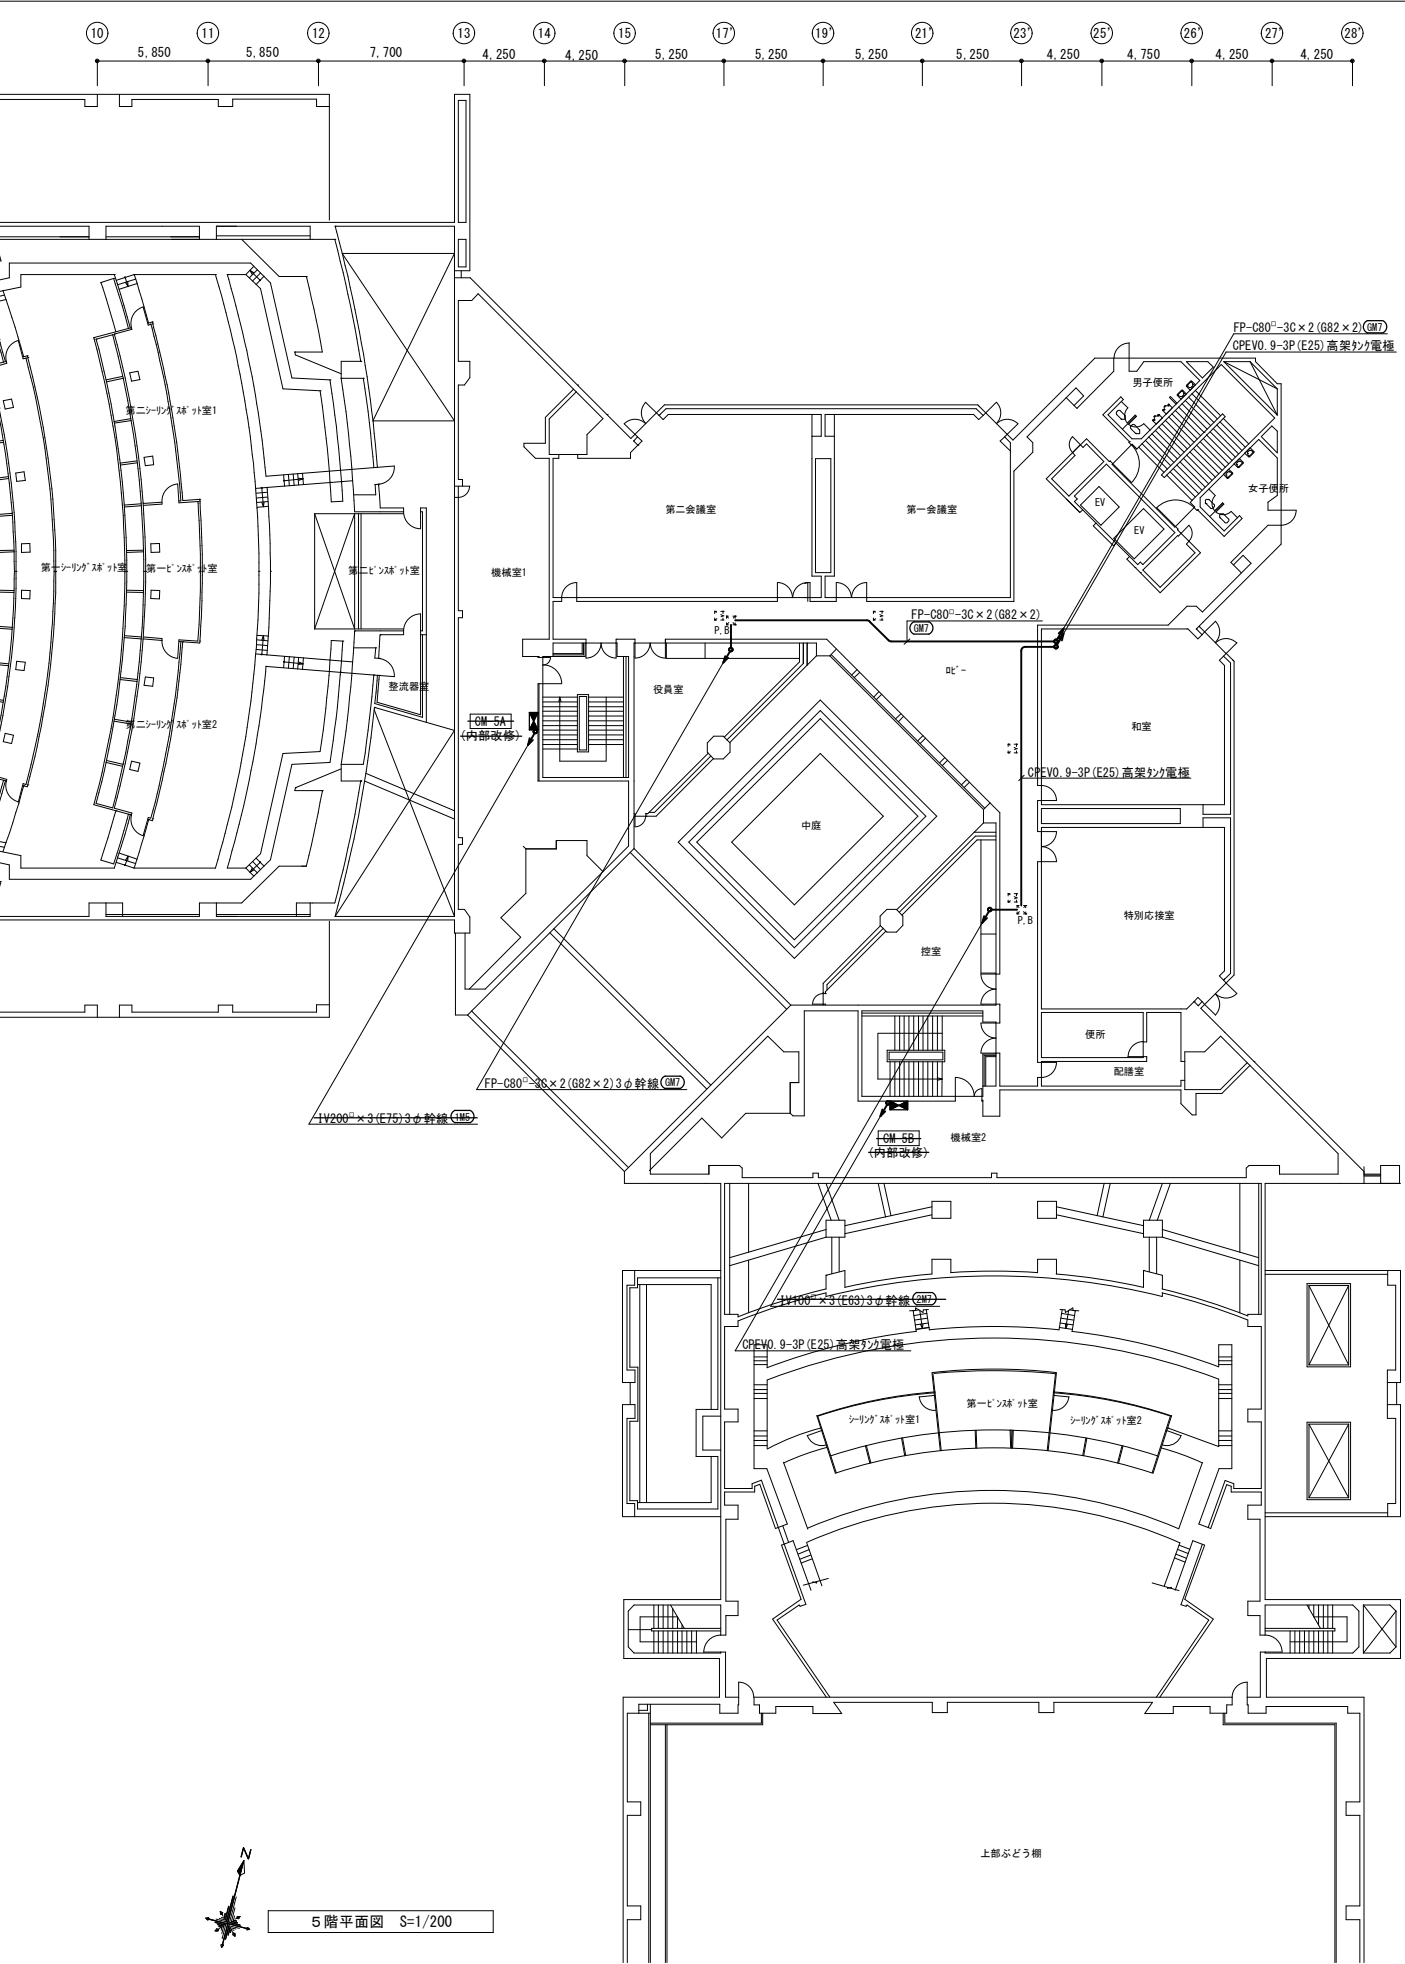 10 11 12 13 14 15 17' 19' 21' 23' 25' 26' 27' 28'
5,850 5,850 7,700 4,250 4,250 5,250 5,250 5,250 5,250 4,250 4,750 4,250 4,250
FP-C80□-3C×2(G82×2) GM7
CPEV0.9-3P(E25)高架タンク電極
男子便所
女子便所
EV
EV
第二シーリングスポット室1
第二会議室
第一会議室
第一シーリングスポット室
第一ピンスポット室
第二ピンスポット室
機械室1
FP-C80□-3C×2(G82×2)
GM7
P.B
ロビー
整流器室
役員室
第二シーリングスポット室2
GM-5A
(内部改修)
和室
CPEV0.9-3P(E25)高架タンク電極
中庭
P.B
特別応接室
控室
便所
配膳室
FP-C80□-3C×2(G82×2)3φ幹線 GM7
IV200□×3(E75)3φ幹線 1M5
GM-5B
(内部改修)
機械室2
IV100□×3(E63)3φ幹線 2M7
CPEV0.9-3P(E25)高架タンク電極
シーリングスポット室1
第一ピンスポット室
シーリングスポット室2
上部ぶどう棚
N
5階平面図 S=1/200